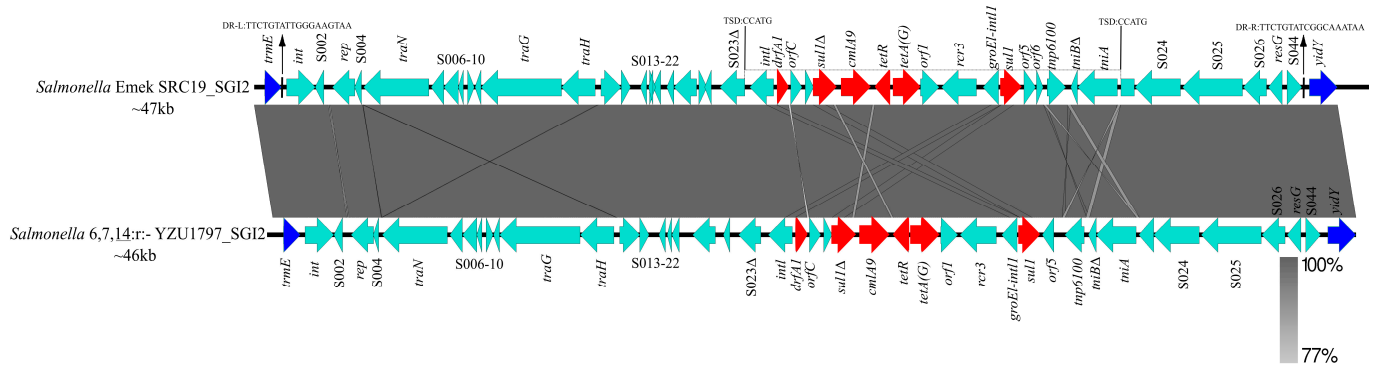 DR-L:TTCTGTATTGGGAAGTAA
TSD:CCATG
TSD:CCATG
DR-R:TTCTGTATCGGCAAATAA
trmE int S002 rep S004 traN S006-10 traG traH S013-22 S023Δ intI drfA1 orfC sul1Δ cmlA9 tetR tetA(G) orf1 rcr3 groEl-intI1 sul1 orf5 orf6 tnp6100 tniBΔ tniA S024 S025 S026 resG S044 yidY
Salmonella Emek SRC19_SGI2
~47kb
S026 resG S044 yidY
Salmonella 6,7,14:r:- YZU1797_SGI2
~46kb
trmE int S002 rep S004 traN S006-10 traG traH S013-22 S023Δ intI drfA1 orfC sul1Δ cmlA9 tetR tetA(G) orf1 rcr3 groEl-intI1 sul1 orf5 tnp6100 tniBΔ tniA S024 S025
100%
77%